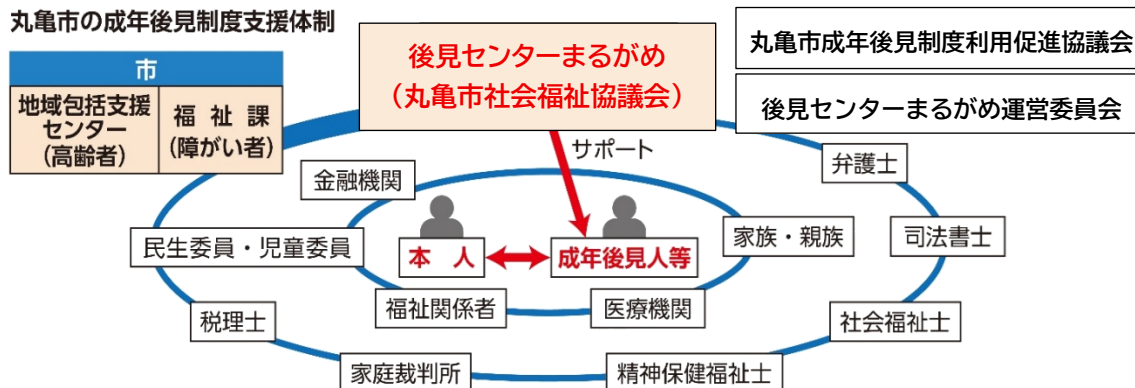 丸亀市の成年後見制度支援体制
市
地域包括支援
センター
(高齢者)
福祉課
(障がい者)
後見センターまるがめ
（丸亀市社会福祉協議会）
丸亀市成年後見制度利用促進協議会
後見センターまるがめ運営委員会
サポート
弁護士
金融機関
民生委員・児童委員
本人
成年後見人等
家族・親族
司法書士
福祉関係者
医療機関
税理士
社会福祉士
家庭裁判所
精神保健福祉士